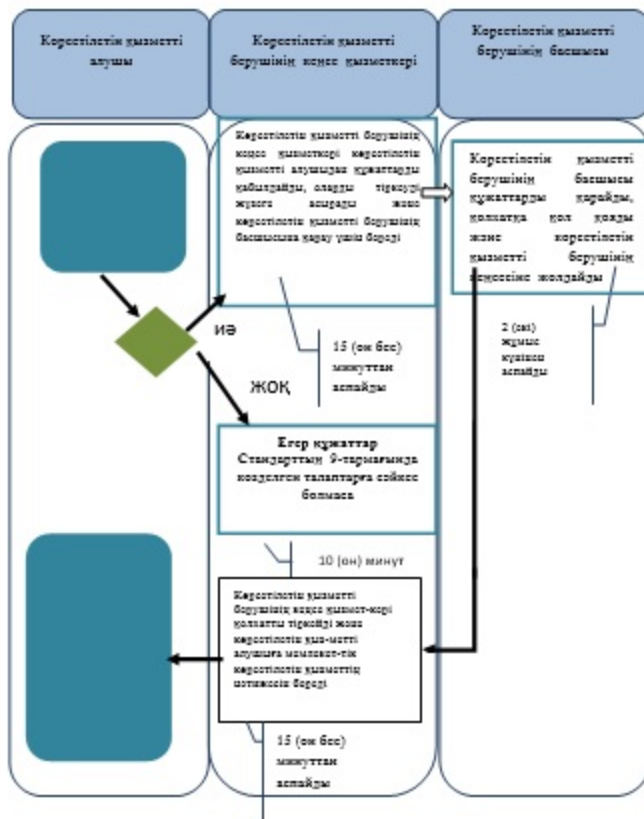 Көрсетілетін қызметті
алушы
Көрсетілетін қызметті
берушінің кеңсе қызметкері
Көрсетілетін қызметті
берушінің басшысы
Көрсетілетін қызметті берушінің
кеңсе қызметкері көрсетілетін
қызметті алушыдан құжаттарды
қабылдайды, оларды тіркеуді
жүзеге асырады және
көрсетілетін қызметті берушінің
басшысына қарау үшін береді
Көрсетілетін қызметті
берушінің басшысы
құжаттарды қарайды,
қолхатқа қол қояды
және көрсетілетін
қызметті берушінің
кеңсесіне жолдайды
иә
15 (он бес)
минуттан
аспайды
2 (екі)
жұмыс
күнінен
аспайды
жоқ
Егер құжаттар
Стандарттың 9-тармағында
көзделген талаптарға сәйкес
болмаса
10 (он) минут
Көрсетілетін қызметті
берушінің кеңсе қызмет-кері
қолхатты тіркейді және
көрсетілетін қыз-метті
алушыға мемлекет-тік
көрсетілетін қызметтің
нәтижесін береді
15 (он бес)
минуттан
аспайды